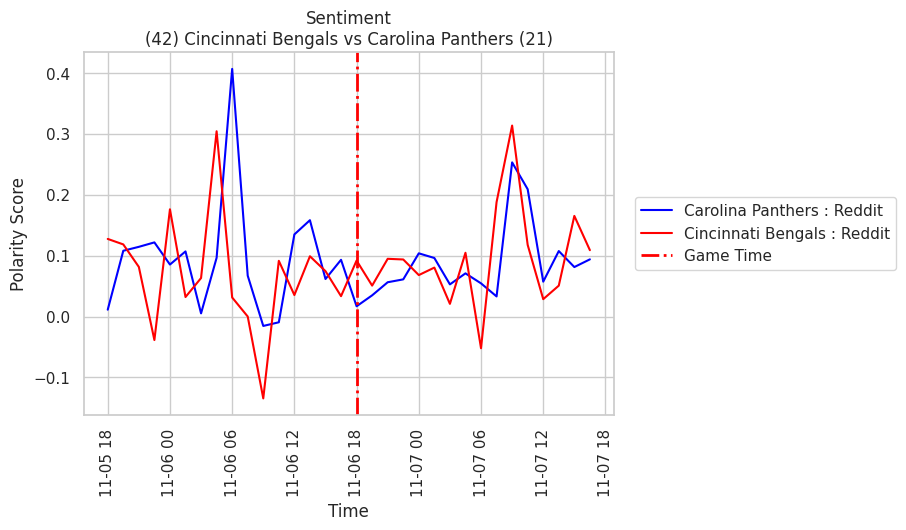 Sentiment
(42) Cincinnati Bengals vs Carolina Panthers (21)
Polarity Score
0.4
0.3
0.2
0.1
0.0
−0.1
11-05 18
11-06 00
11-06 06
11-06 12
11-06 18
11-07 00
11-07 06
11-07 12
11-07 18
Time
Carolina Panthers : Reddit
Cincinnati Bengals : Reddit
Game Time